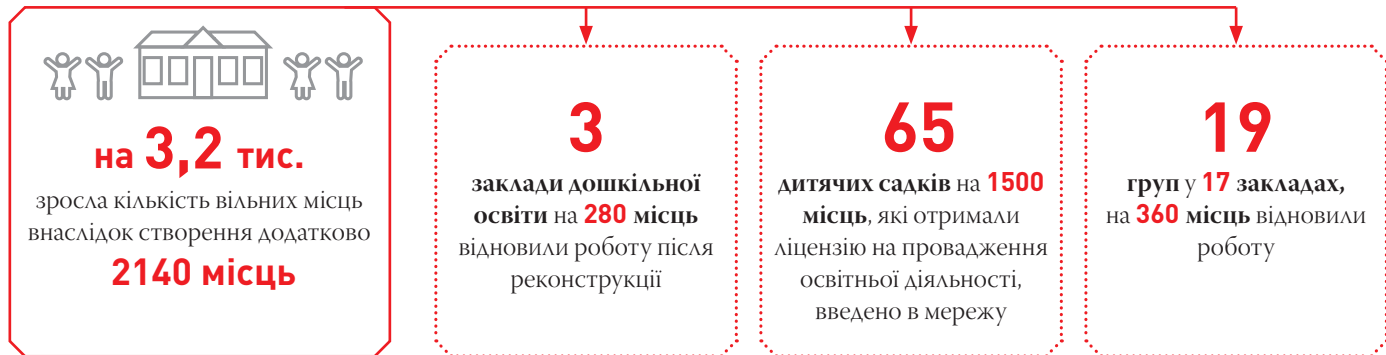 на 3,2 тис.
зросла кількість вільних місць
внаслідок створення додатково
2140 місць
3
заклади дошкільної
освіти на 280 місць
відновили роботу після
реконструкції
65
дитячих садків на 1500
місць, які отримали
ліцензію на провадження
освітньої діяльності,
введено в мережу
19
груп у 17 закладах,
на 360 місць відновили
роботу